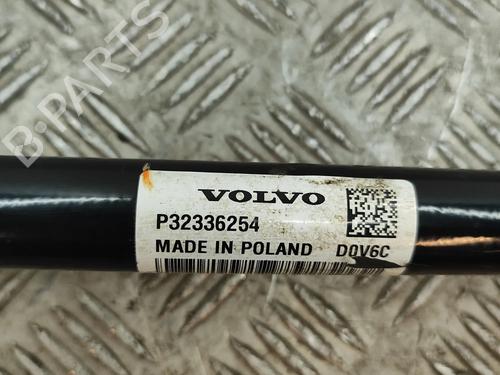 B-PARTS
VOLVO
P32336254
MADE IN POLAND D0V6C